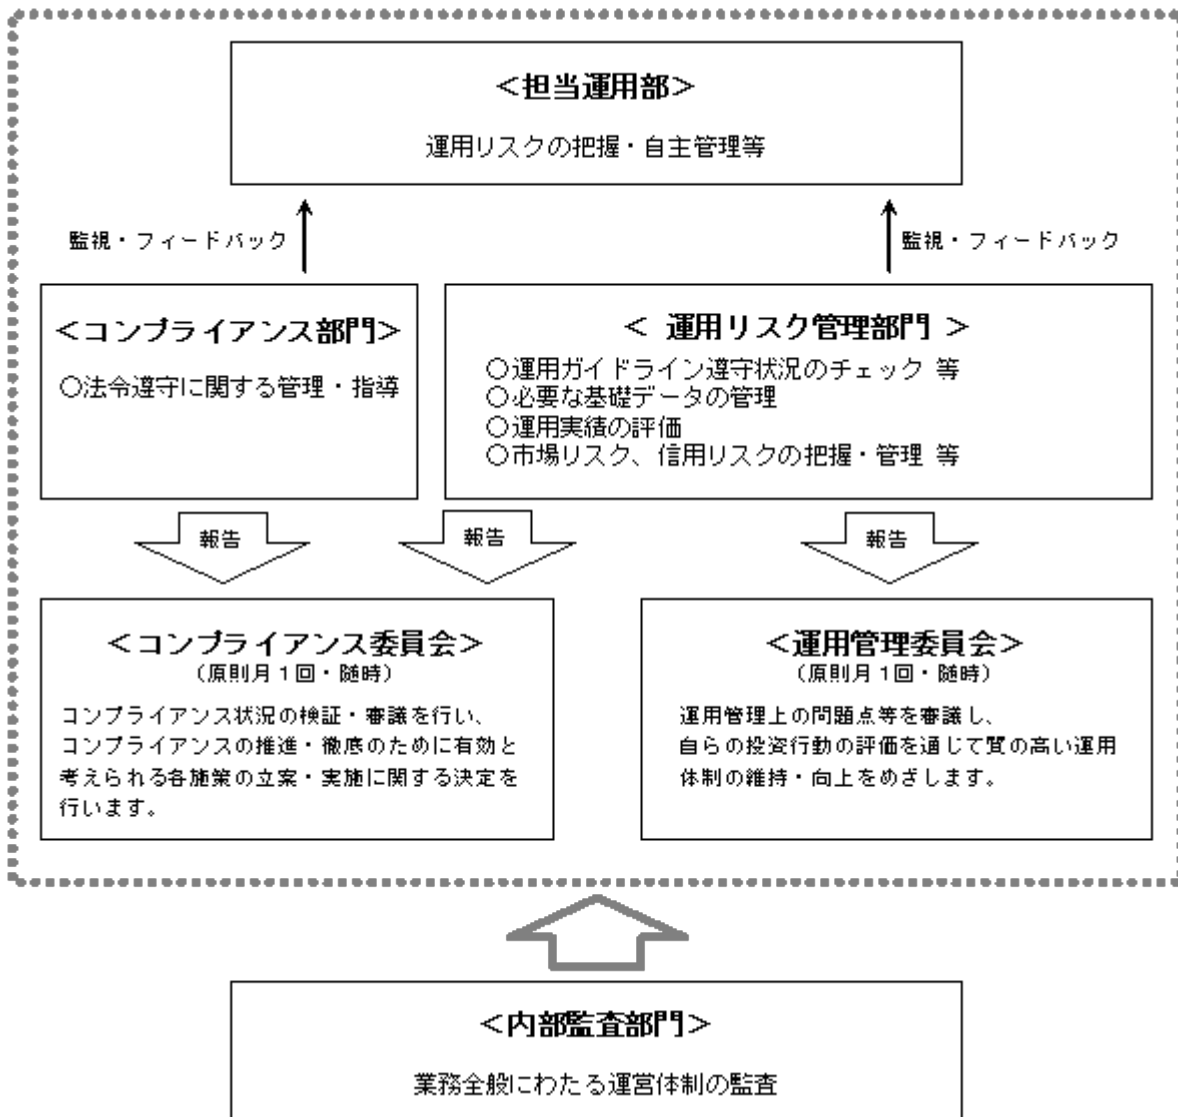 <担当運用部>
運用リスクの把握・自主管理等
監視・フィードバック
監視・フィードバック
<コンプライアンス部門>
○法令遵守に関する管理・指導
< 運用リスク管理部門 >
○運用ガイドライン遵守状況のチェック 等
○必要な基礎データの管理
○運用実績の評価
○市場リスク、信用リスクの把握・管理 等
報告
報告
報告
<コンプライアンス委員会>
(原則月1回・随時)
コンプライアンス状況の検証・審議を行い、
コンプライアンスの推進・徹底のために有効と
考えられる各施策の立案・実施に関する決定を
行います。
<運用管理委員会>
(原則月1回・随時)
運用管理上の問題点等を審議し、
自らの投資行動の評価を通じて質の高い運用
体制の維持・向上をめざします。
<内部監査部門>
業務全般にわたる運営体制の監査